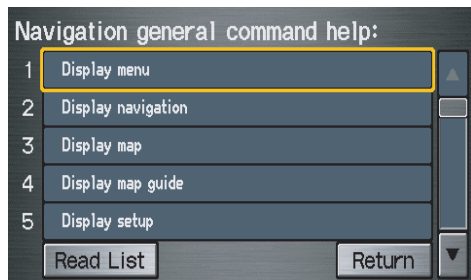 Navigation general command help:
1 Display menu
2 Display navigation
3 Display map
4 Display map guide
5 Display setup
Read List Return